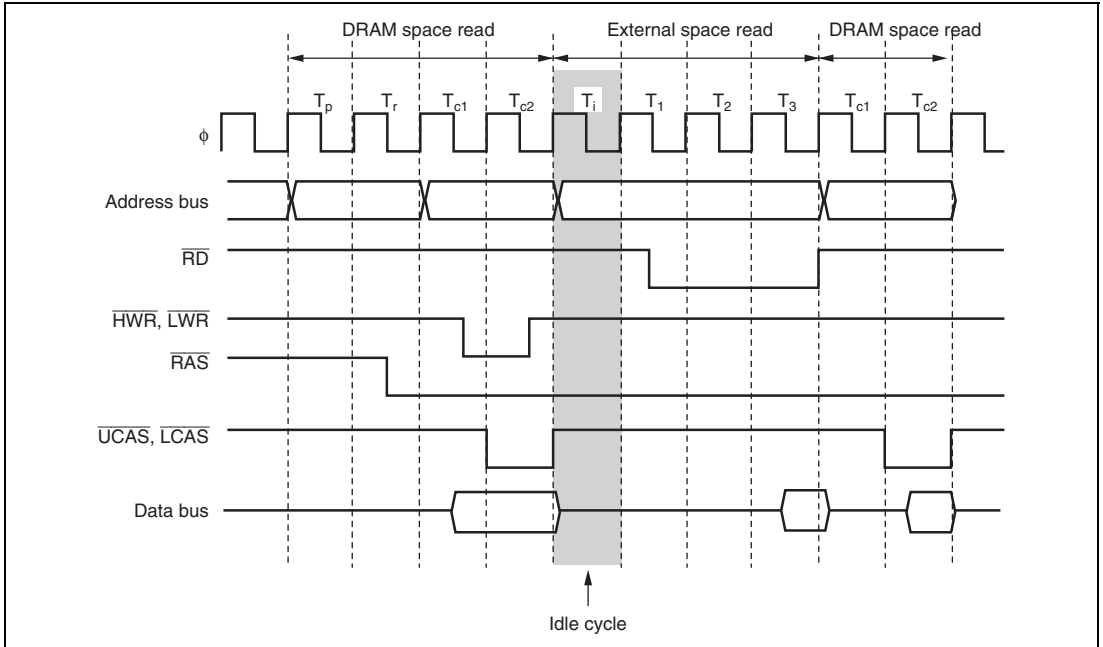 DRAM space read External space read DRAM space read
Tp Tr Tc1 Tc2 Ti T1 T2 T3 Tc1 Tc2
φ
Address bus
RD
HWR, LWR
RAS
UCAS, LCAS
Data bus
Idle cycle